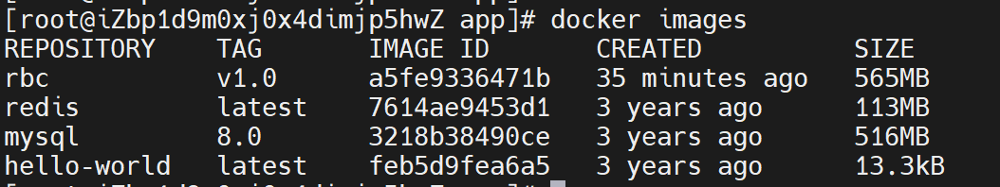 [root@iZbp1d9m0xj0x4dimjp5hwZ app]# docker images
REPOSITORY TAG IMAGE ID CREATED SIZE
rbc v1.0 a5fe9336471b 35 minutes ago 565MB
redis latest 7614ae9453d1 3 years ago 113MB
mysql 8.0 3218b38490ce 3 years ago 516MB
hello-world latest feb5d9fea6a5 3 years ago 13.3kB